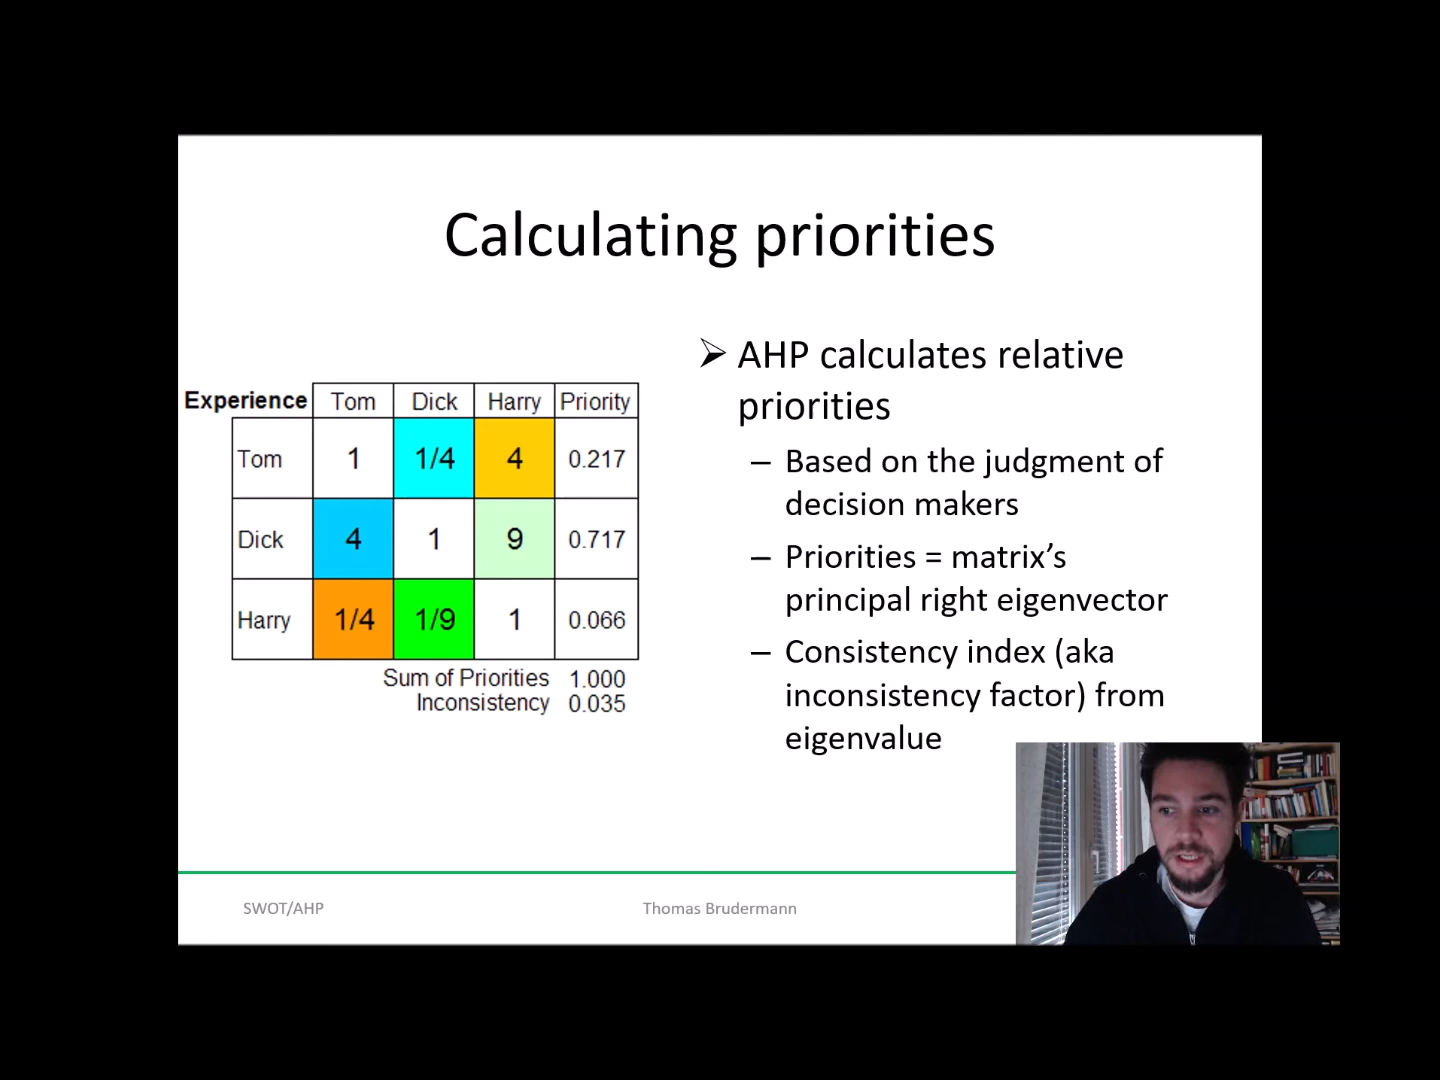 Calculating priorities
Experience Tom Dick Harry Priority
Tom 1 1/4 4 0.217
Dick 4 1 9 0.717
Harry 1/4 1/9 1 0.066
Sum of Priorities 1.000
Inconsistency 0.035
➢ AHP calculates relative
priorities
– Based on the judgment of
decision makers
– Priorities = matrix’s
principal right eigenvector
– Consistency index (aka
inconsistency factor) from
eigenvalue
SWOT/AHP
Thomas Brudermann